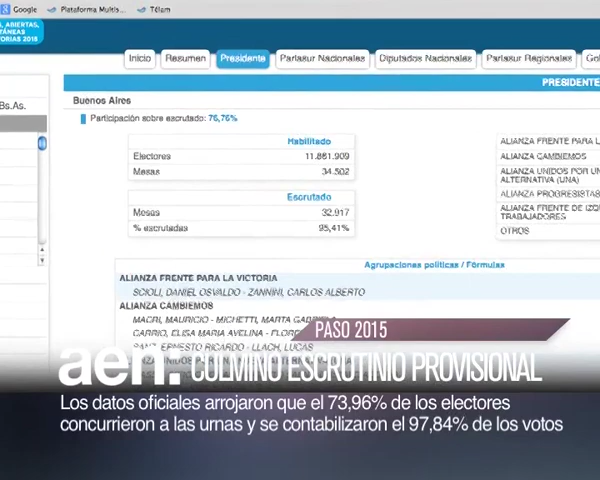 Google Plataforma Multis... Télam
, ABIERTAS,
TÁNEAS
TORIAS 2015
Inicio Resumen Presidente Parlasur Nacionales Diputados Nacionales Parlasur Regionales Go
PRESIDENTE
Bs.As.
Buenos Aires
Participación sobre escrutado: 76,76%
Habilitado
Electores 11.881.909
Mesas 34.502
Escrutado
Mesas 32.917
% escrutadas 95,41%
ALIANZA FRENTE PARA L
ALIANZA CAMBIEMOS
ALIANZA UNIDOS POR UN
ALTERNATIVA (UNA)
ALIANZA PROGRESISTAS
ALIANZA FRENTE DE IZQ
TRABAJADORES
OTROS
Agrupaciones políticas / Fórmulas
ALIANZA FRENTE PARA LA VICTORIA
SCIOLI, DANIEL OSVALDO - ZANNINI, CARLOS ALBERTO
ALIANZA CAMBIEMOS
MACRI, MAURICIO - MICHETTI, MARTA GABRIELA
CARRIO, ELISA MARIA AVELINA - FLORE
SANZ, ERNESTO RICARDO - LLACH, LUCAS
PASO 2015
aen.
CULMINÓ ESCRUTINIO PROVISIONAL
Los datos oficiales arrojaron que el 73,96% de los electores
concurrieron a las urnas y se contabilizaron el 97,84% de los votos